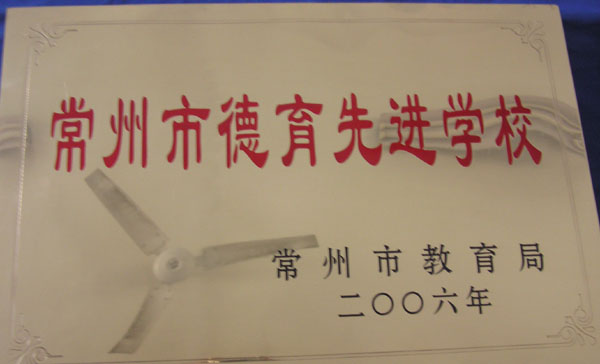 常州市德育先进学校
常州市教育局
二〇〇六年